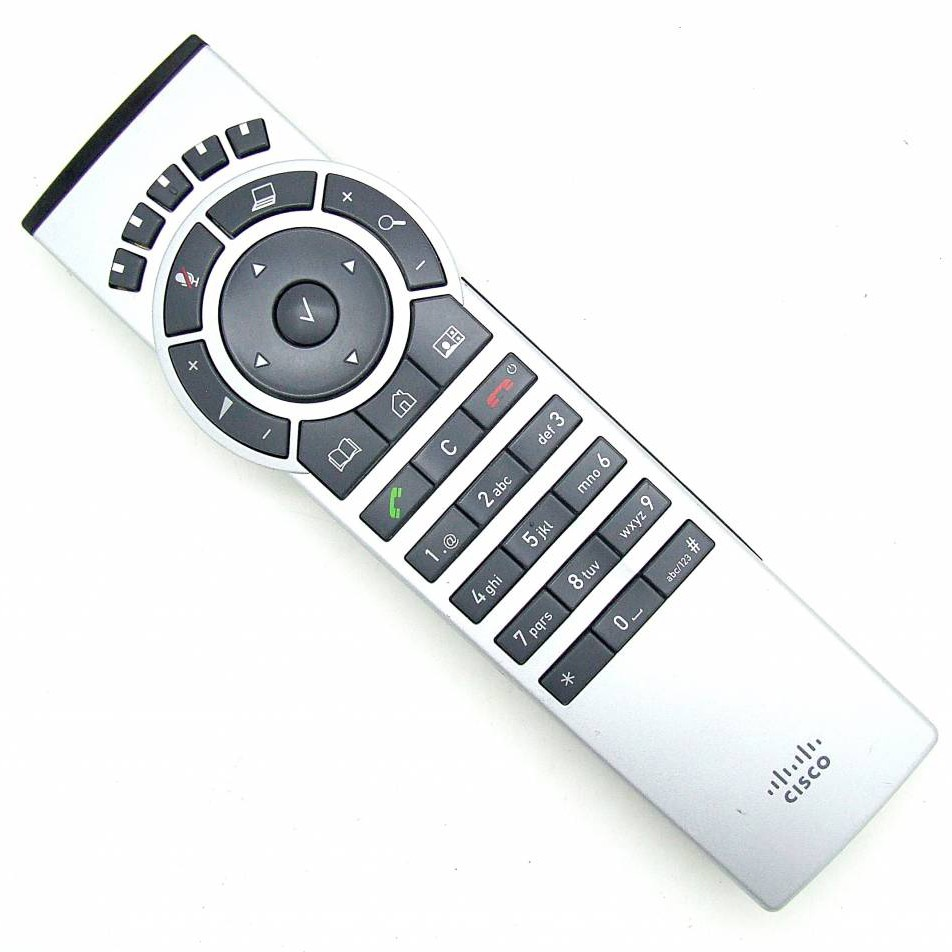 +
-
+
-
C
1 .@
2 abc
def 3
4 ghi
5 jkl
mno 6
7 pqrs
8 tuv
wxyz 9
*
0 ⎵
abc/123 #
CISCO